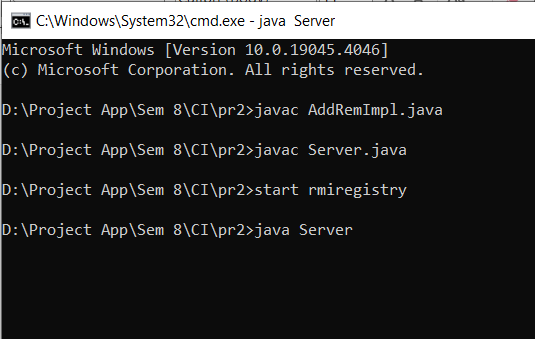 C:\Windows\System32\cmd.exe - java  Server
Microsoft Windows [Version 10.0.19045.4046]
(c) Microsoft Corporation. All rights reserved.
D:\Project App\Sem 8\CI\pr2>javac AddRemImpl.java
D:\Project App\Sem 8\CI\pr2>javac Server.java
D:\Project App\Sem 8\CI\pr2>start rmiregistry
D:\Project App\Sem 8\CI\pr2>java Server